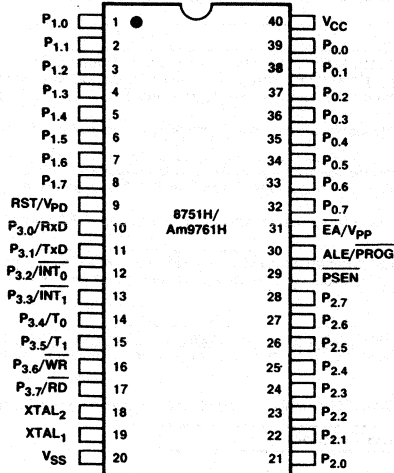 P1.0 1 40 VCC
P1.1 2 39 P0.0
P1.2 3 38 P0.1
P1.3 4 37 P0.2
P1.4 5 36 P0.3
P1.5 6 35 P0.4
P1.6 7 34 P0.5
P1.7 8 33 P0.6
RST/VPD 9 32 P0.7
8751H/
Am9761H
P3.0/RxD 10 31 EA/VPP
P3.1/TxD 11 30 ALE/PROG
P3.2/INT0 12 29 PSEN
P3.3/INT1 13 28 P2.7
P3.4/T0 14 27 P2.6
P3.5/T1 15 26 P2.5
P3.6/WR 16 25 P2.4
P3.7/RD 17 24 P2.3
XTAL2 18 23 P2.2
XTAL1 19 22 P2.1
VSS 20 21 P2.0